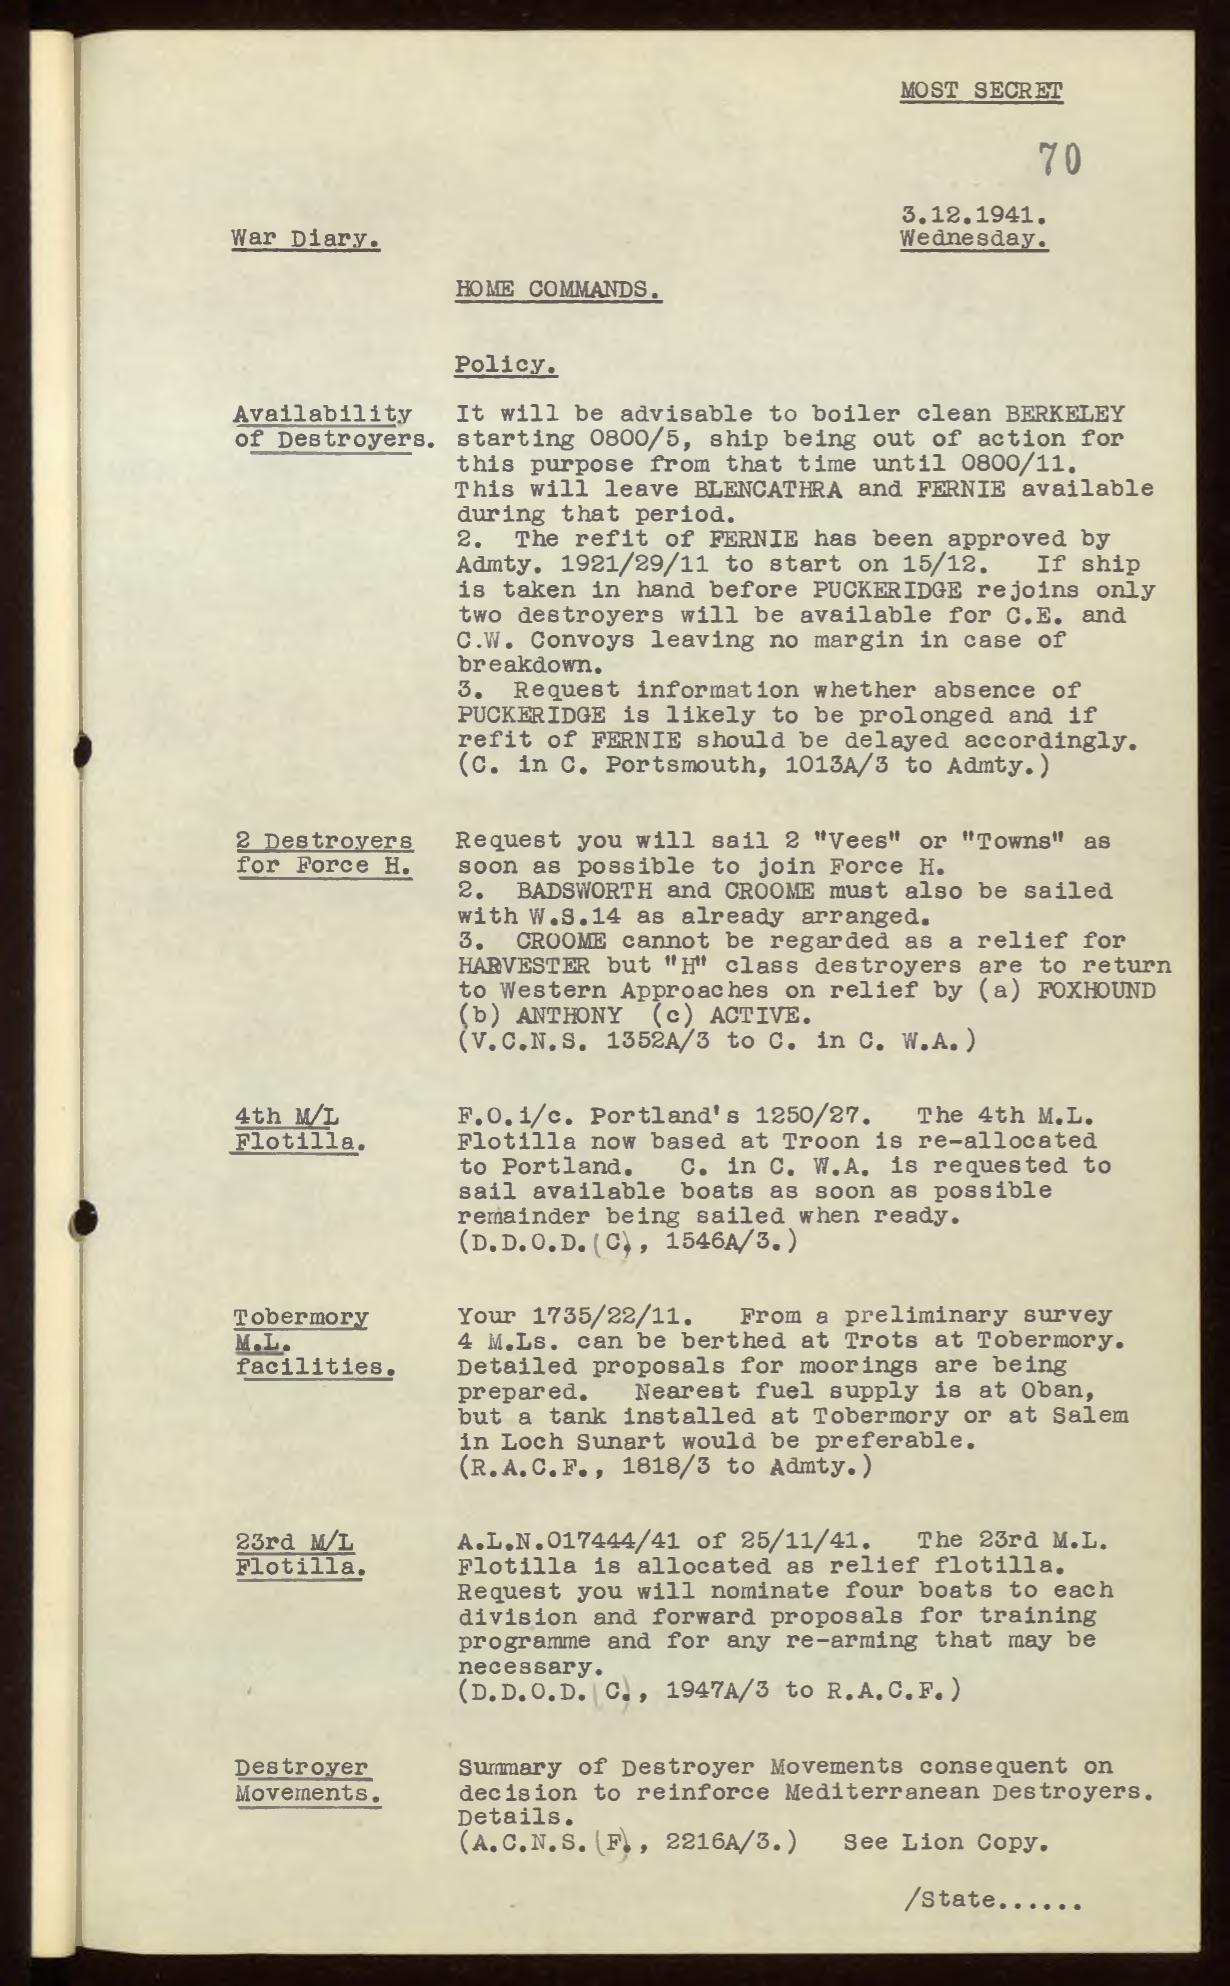 MOST SECRET
70
3.12.1941.
War Diary.
Wednesday.
HOME COMMANDS.
Policy.
Availability
of Destroyers.
It will be advisable to boiler clean BERKELEY
starting 0800/5, ship being out of action for
this purpose from that time until 0800/11.
This will leave BLENCATHRA and FERNIE available
during that period.
2. The refit of FERNIE has been approved by
Admty. 1921/29/11 to start on 15/12. If ship
is taken in hand before PUCKERIDGE rejoins only
two destroyers will be available for C.E. and
C.W. Convoys leaving no margin in case of
breakdown.
3. Request information whether absence of
PUCKERIDGE is likely to be prolonged and if
refit of FERNIE should be delayed accordingly.
(C. in C. Portsmouth, 1013A/3 to Admty.)
2 Destroyers
for Force H.
Request you will sail 2 "Vees" or "Towns" as
soon as possible to join Force H.
2. BADSWORTH and CROOME must also be sailed
with W.S.14 as already arranged.
3. CROOME cannot be regarded as a relief for
HARVESTER but "H" class destroyers are to return
to Western Approaches on relief by (a) FOXHOUND
(b) ANTHONY (c) ACTIVE.
(V.C.N.S. 1352A/3 to C. in C. W.A.)
4th M/L
Flotilla.
F.O.i/c. Portland's 1250/27. The 4th M.L.
Flotilla now based at Troon is re-allocated
to Portland. C. in C. W.A. is requested to
sail available boats as soon as possible
remainder being sailed when ready.
(D.D.O.D.(C), 1546A/3.)
Tobermory
M.L.
facilities.
Your 1735/22/11. From a preliminary survey
4 M.Ls. can be berthed at Trots at Tobermory.
Detailed proposals for moorings are being
prepared. Nearest fuel supply is at Oban,
but a tank installed at Tobermory or at Salem
in Loch Sunart would be preferable.
(R.A.C.F., 1818/3 to Admty.)
23rd M/L
Flotilla.
A.L.N.017444/41 of 25/11/41. The 23rd M.L.
Flotilla is allocated as relief flotilla.
Request you will nominate four boats to each
division and forward proposals for training
programme and for any re-arming that may be
necessary.
(D.D.O.D.(C), 1947A/3 to R.A.C.F.)
Destroyer
Movements.
Summary of Destroyer Movements consequent on
decision to reinforce Mediterranean Destroyers.
Details.
(A.C.N.S.(F), 2216A/3.) See Lion Copy.
/State......